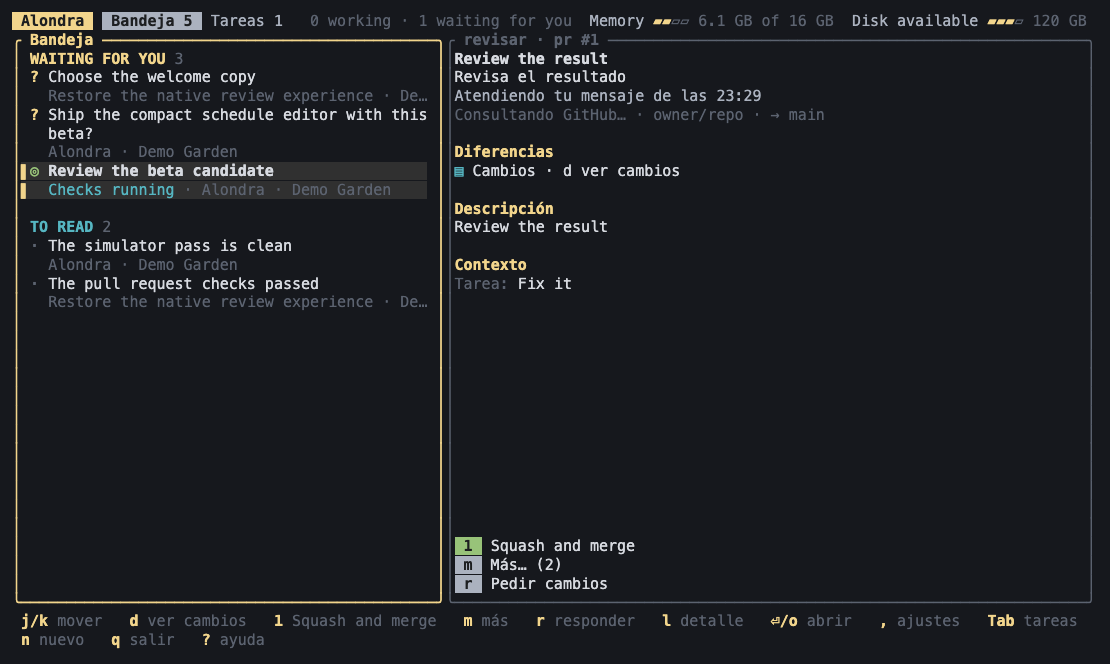 Alondra Bandeja 5 Tareas 1 0 working · 1 waiting for you Memory 6.1 GB of 16 GB Disk available 120 GB
Bandeja
WAITING FOR YOU 3
? Choose the welcome copy
Restore the native review experience · De…
? Ship the compact schedule editor with this
beta?
Alondra · Demo Garden
◎ Review the beta candidate
Checks running · Alondra · Demo Garden
TO READ 2
· The simulator pass is clean
Alondra · Demo Garden
· The pull request checks passed
Restore the native review experience · De…
revisar · pr #1
Review the result
Revisa el resultado
Atendiendo tu mensaje de las 23:29
Consultando GitHub… · owner/repo · → main
Diferencias
▤ Cambios · d ver cambios
Descripción
Review the result
Contexto
Tarea: Fix it
1 Squash and merge
m Más… (2)
r Pedir cambios
j/k mover d ver cambios 1 Squash and merge m más r responder l detalle ⏎/o abrir , ajustes Tab tareas
n nuevo q salir ? ayuda